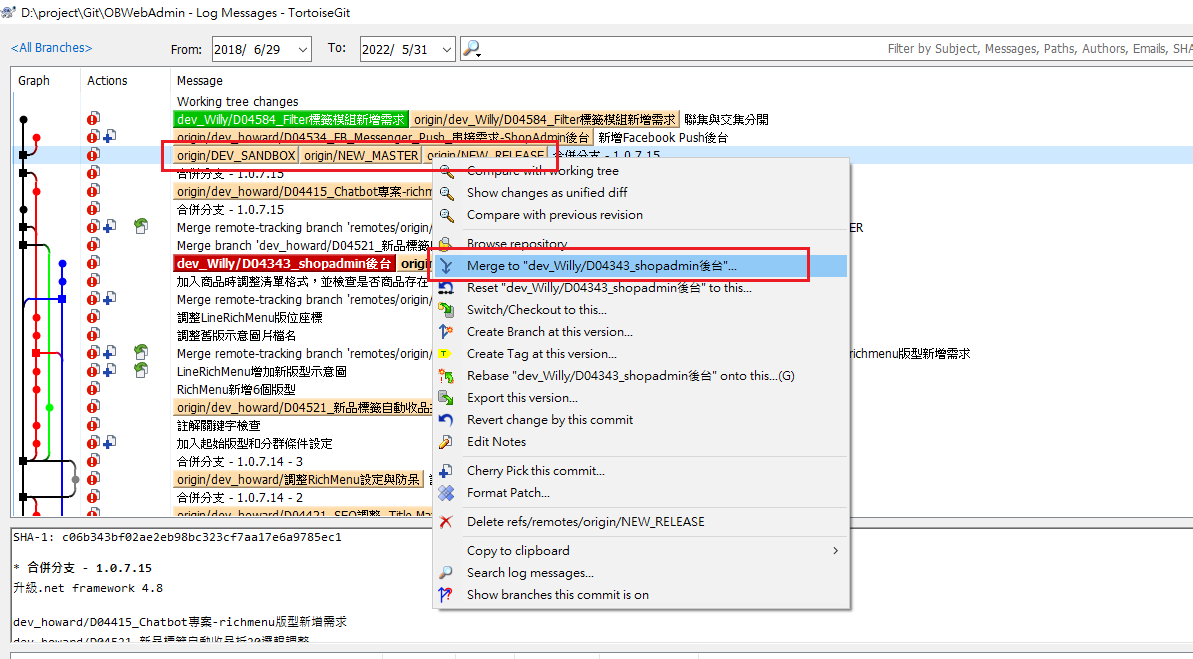 D:\project\Git\OBWebAdmin - Log Messages - TortoiseGit
<All Branches> From: 2018/ 6/29 To: 2022/ 5/31 Filter by Subject, Messages, Paths, Authors, Emails, SHA
Graph Actions Message
Working tree changes
dev_Willy/D04584_Filter標籤模組新增需求 origin/dev_Willy/D04584_Filter標籤模組新增需求 聯集與交集分開
origin/dev_howard/D04534_FB_Messenger_Push_串接需求-ShopAdmin後台 新增Facebook Push後台
origin/DEV_SANDBOX origin/NEW_MASTER origin/NEW_RELEASE 合併分支 - 1.0.7.15
合併分支 - 1.0.7.15
origin/dev_howard/D04415_Chatbot專案-richm
合併分支 - 1.0.7.15
Merge remote-tracking branch 'remotes/origin/ ER
Merge branch 'dev_howard/D04521_新品標籤
dev_Willy/D04343_shopadmin後台 origin
加入商品時調整清單格式，並檢查是否商品存在
Merge remote-tracking branch 'remotes/origin/
調整LineRichMenu版位座標
調整舊版示意圖片檔名
Merge remote-tracking branch 'remotes/origin/ richmenu版型新增需求
LineRichMenu增加新版型示意圖
RichMenu新增6個版型
origin/dev_howard/D04521_新品標籤自動收品
註解關鍵字檢查
加入起始版型和分群條件設定
合併分支 - 1.0.7.14 - 3
origin/dev_howard/調整RichMenu設定與防呆
合併分支 - 1.0.7.14 - 2
origin/dev_howard/D04421_SEO調整_Title Ma
Compare with working tree
Show changes as unified diff
Compare with previous revision
Browse repository
Merge to "dev_Willy/D04343_shopadmin後台"...
Reset "dev_Willy/D04343_shopadmin後台" to this...
Switch/Checkout to this...
Create Branch at this version...
Create Tag at this version...
Rebase "dev_Willy/D04343_shopadmin後台" onto this...(G)
Export this version...
Revert change by this commit
Edit Notes
Cherry Pick this commit...
Format Patch...
Delete refs/remotes/origin/NEW_RELEASE
Copy to clipboard
Search log messages...
Show branches this commit is on
SHA-1: c06b343bf02ae2eb98bc323cf7aa17e6a9785ec1
* 合併分支 - 1.0.7.15
升級.net framework 4.8
dev_howard/D04415_Chatbot專案-richmenu版型新增需求
dev_howard/D04521_新品標籤自動收品折20邏輯調整